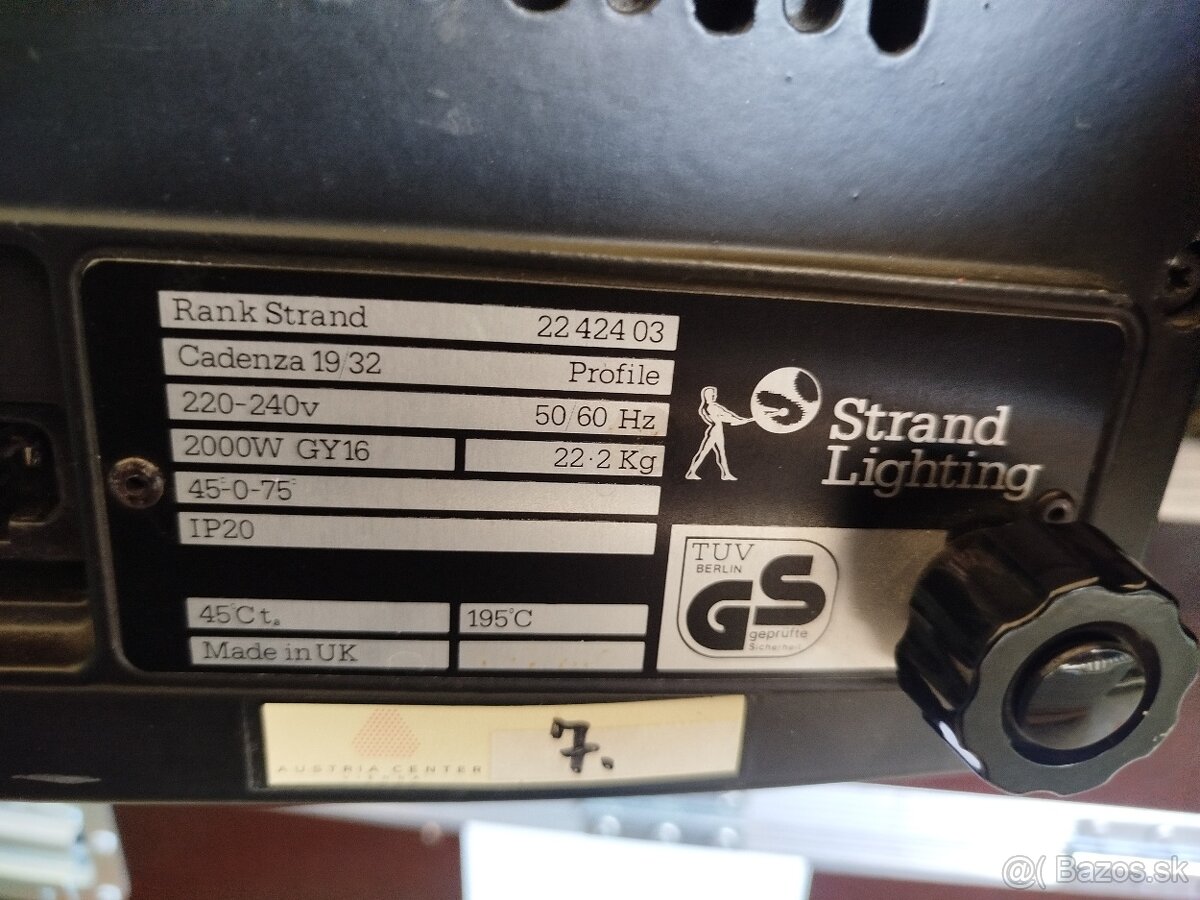 Rank Strand 22 424 03
Cadenza 19/32 Profile
220-240v 50/60 Hz
2000W GY16 22·2 Kg
45°-0-75°
IP20
45°C tₐ 195°C
Made in UK
Strand
Lighting
TUV
BERLIN
GS
geprüfte
Sicherheit
AUSTRIA CENTER
VIENNA
7.
@( Bazos.sk